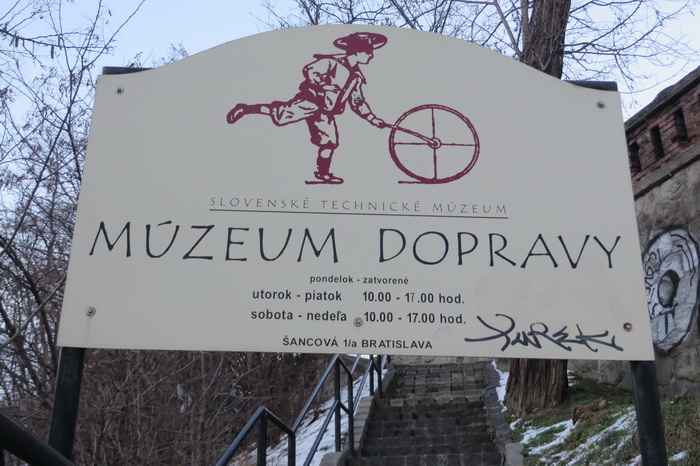 SLOVENSKÉ TECHNICKÉ MÚZEUM
MÚZEUM DOPRAVY
pondelok - zatvorené
utorok - piatok 10.00 - 17.00 hod.
sobota - nedeľa 10.00 - 17.00 hod.
ŠANCOVÁ 1/a BRATISLAVA